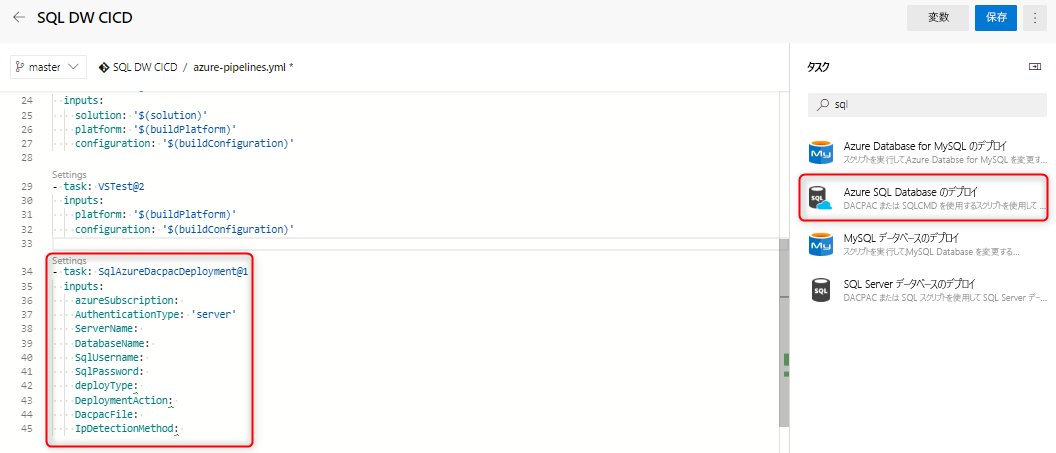 SQL DW CICD
変数
保存
master
SQL DW CICD / azure-pipelines.yml *
24 inputs:
25 solution: '$(solution)'
26 platform: '$(buildPlatform)'
27 configuration: '$(buildConfiguration)'
28
Settings
29 - task: VSTest@2
30 inputs:
31 platform: '$(buildPlatform)'
32 configuration: '$(buildConfiguration)'
33
Settings
34 - task: SqlAzureDacpacDeployment@1
35 inputs:
36 azureSubscription:
37 AuthenticationType: 'server'
38 ServerName:
39 DatabaseName:
40 SqlUsername:
41 SqlPassword:
42 deployType:
43 DeploymentAction:
44 DacpacFile:
45 IpDetectionMethod:
タスク
sql
My
Azure Database for MySQL のデプロイ
スクリプトを実行して,Azure Databse for MySQL を変更す...
SQL
Azure SQL Database のデプロイ
DACPAC または SQLCMD を使用するスクリプトを使用して ...
My
MySQL データベースのデプロイ
スクリプトを実行して,MySQL Database を変更する...
SQL
SQL Server データベースのデプロイ
DACPAC または SQL スクリプトを使用して SQL Server デー...